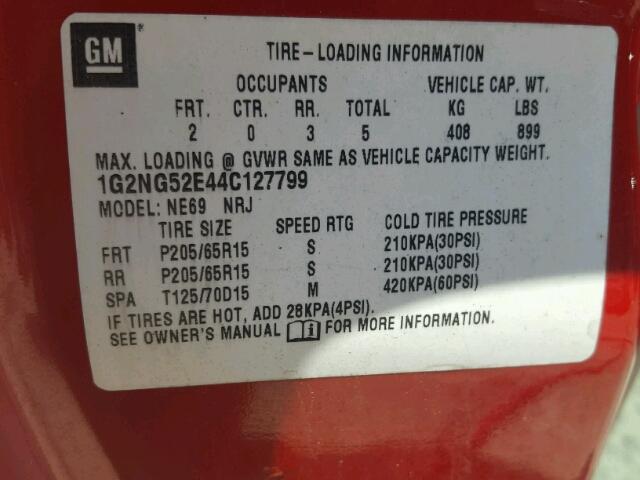 GM
TIRE-LOADING INFORMATION
OCCUPANTS VEHICLE CAP. WT.
FRT. CTR. RR. TOTAL KG LBS
2 0 3 5 408 899
MAX. LOADING @ GVWR SAME AS VEHICLE CAPACITY WEIGHT.
1G2NG52E44C127799
MODEL: NE69 NRJ
TIRE SIZE SPEED RTG COLD TIRE PRESSURE
FRT P205/65R15 S 210KPA(30PSI)
RR P205/65R15 S 210KPA(30PSI)
SPA T125/70D15 M 420KPA(60PSI)
IF TIRES ARE HOT, ADD 28KPA(4PSI).
SEE OWNER'S MANUAL i FOR MORE INFORMATION.